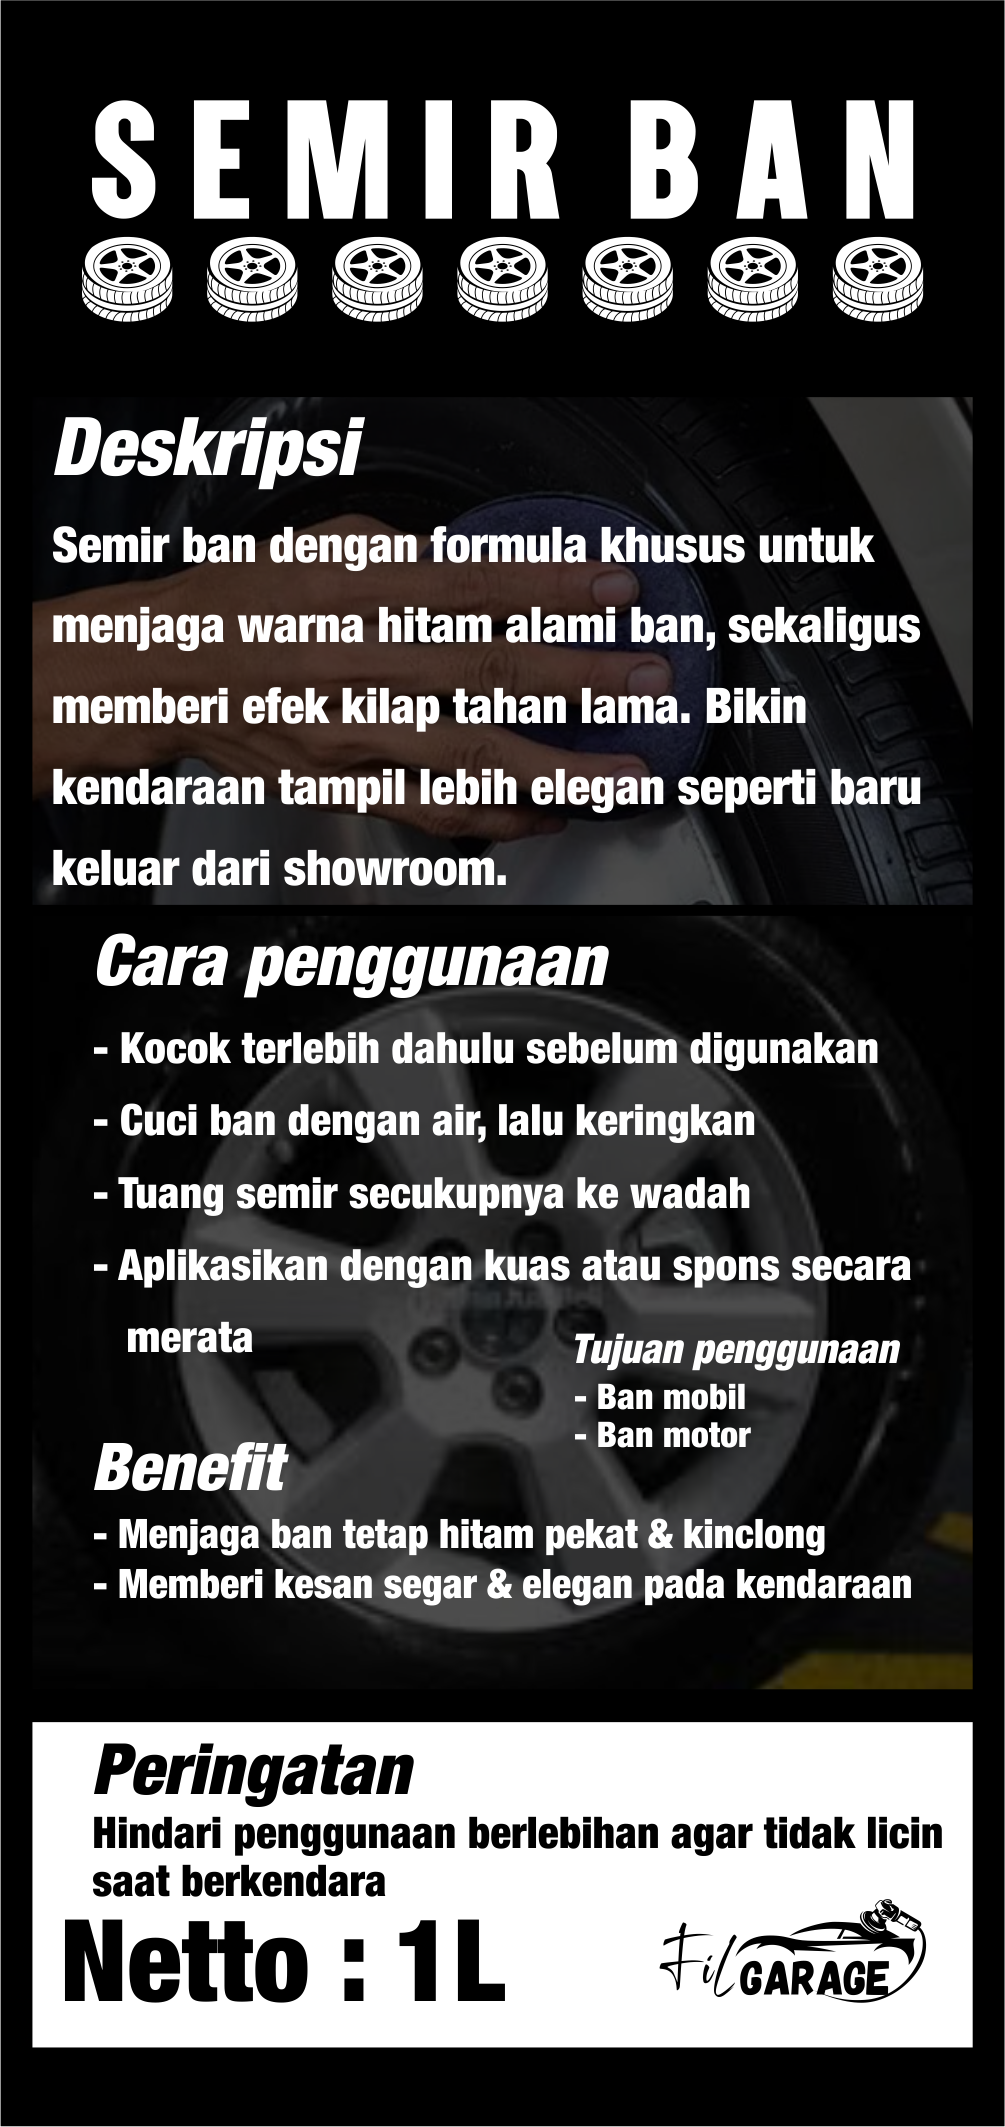 SEMIR BAN
Deskripsi
Semir ban dengan formula khusus untuk
menjaga warna hitam alami ban, sekaligus
memberi efek kilap tahan lama. Bikin
kendaraan tampil lebih elegan seperti baru
keluar dari showroom.
Cara penggunaan
- Kocok terlebih dahulu sebelum digunakan
- Cuci ban dengan air, lalu keringkan
- Tuang semir secukupnya ke wadah
- Aplikasikan dengan kuas atau spons secara
merata
Tujuan penggunaan
- Ban mobil
- Ban motor
Benefit
- Menjaga ban tetap hitam pekat & kinclong
- Memberi kesan segar & elegan pada kendaraan
Peringatan
Hindari penggunaan berlebihan agar tidak licin
saat berkendara
Netto : 1L
Fil GARAGE